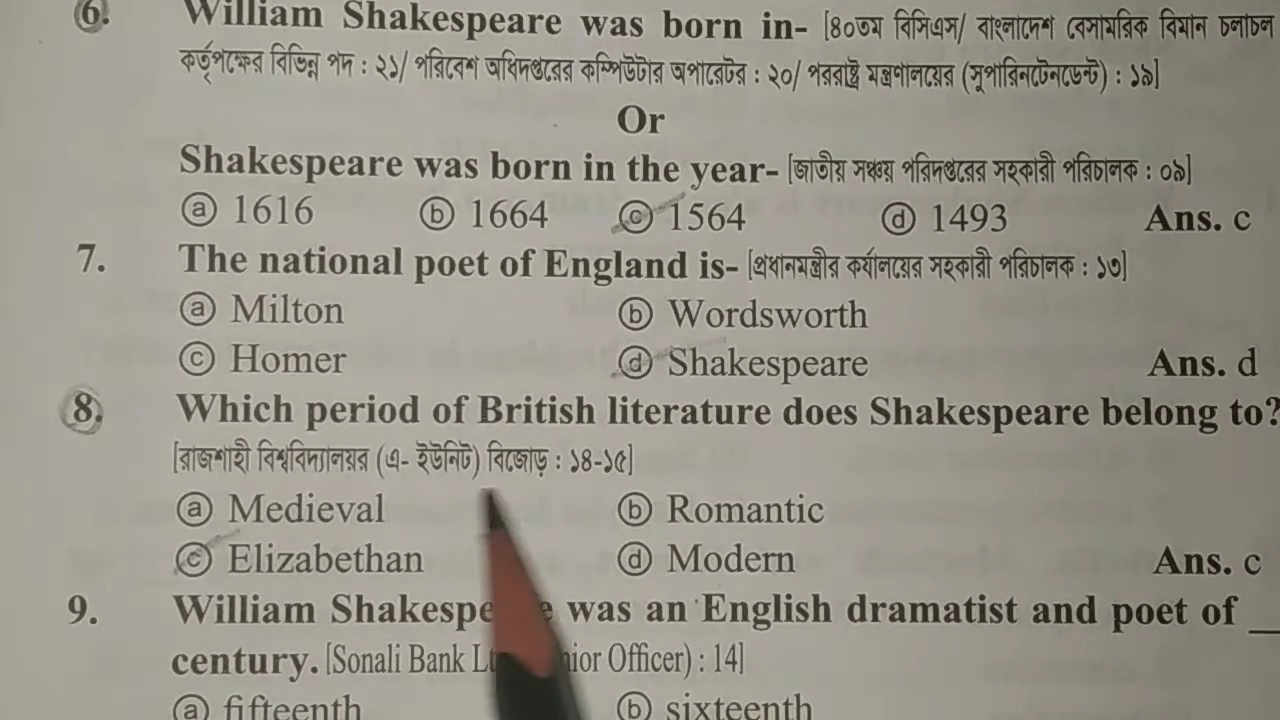 6. William Shakespeare was born in- [৪০তম বিসিএস/ বাংলাদেশ বেসামরিক বিমান চলাচল
কর্তৃপক্ষের বিভিন্ন পদ : ২১/ পরিবেশ অধিদপ্তরের কম্পিউটার অপারেটর : ২০/ পররাষ্ট্র মন্ত্রণালয়ের (সুপারিনটেনডেন্ট) : ১৯]
Or
Shakespeare was born in the year- [জাতীয় সঞ্চয় পরিদপ্তরের সহকারী পরিচালক : ০৯]
ⓐ 1616 ⓑ 1664 ⓒ 1564 ⓓ 1493 Ans. c
7. The national poet of England is- [প্রধানমন্ত্রীর কর্যালয়ের সহকারী পরিচালক : ১৩]
ⓐ Milton ⓑ Wordsworth
ⓒ Homer ⓓ Shakespeare Ans. d
8. Which period of British literature does Shakespeare belong to?
[রাজশাহী বিশ্ববিদ্যালয়র (এ- ইউনিট) বিজোড় : ১৪-১৫]
ⓐ Medieval ⓑ Romantic
ⓒ Elizabethan ⓓ Modern Ans. c
9. William was an English dramatist and poet of __
century. [Sonali Bank Officer) : 14]
ⓐ fifteenth ⓑ sixteenth